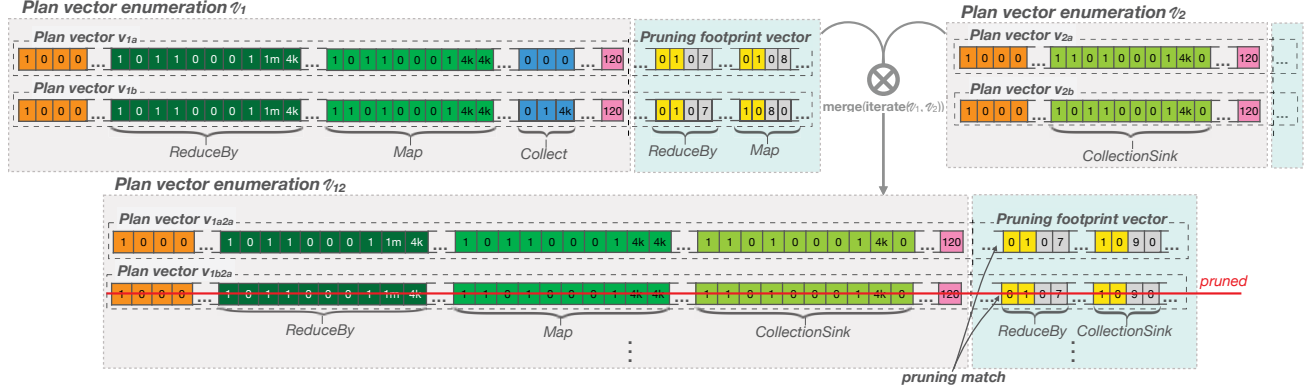 Plan vector enumeration 𝒱1
Plan vector enumeration 𝒱2
Plan vector v1a
Pruning footprint vector
Plan vector v2a
1 0 0 0 ... 1 0 1 1 0 0 0 1 1m 4k ... 1 0 1 1 0 0 0 1 4k 4k ... 0 0 0 ... 120 ... 0 1 0 7 ... 0 1 0 8 ...
1 0 0 0 ... 1 1 0 1 0 0 0 1 4k 0 ... 120 ...
Plan vector v1b
merge(iterate(𝒱1, 𝒱2))
Plan vector v2b
1 0 0 0 ... 1 0 1 1 0 0 0 1 1m 4k ... 1 0 1 1 0 0 0 1 4k 4k ... 0 1 4k ... 120 ... 0 1 0 7 ... 1 0 8 0 ...
1 0 0 0 ... 1 0 1 1 0 0 0 1 4k 0 ... 120 ...
ReduceBy Map Collect ReduceBy Map
CollectionSink
Plan vector enumeration 𝒱12
Plan vector v1a2a
Pruning footprint vector
1 0 0 0 ... 1 0 1 1 0 0 0 1 1m 4k ... 1 0 1 1 0 0 0 1 4k 4k ... 1 1 0 1 0 0 0 1 4k 0 ... 120 ... 0 1 0 7 ... 1 0 9 0 ...
Plan vector v1b2a
pruned
1 0 0 0 ... 1 0 1 1 0 0 0 1 1m 4k ... 1 0 1 1 0 0 0 1 4k 4k ... 1 1 0 1 0 0 0 1 4k 0 ... 120 ... 0 1 0 7 ... 1 0 9 0 ...
ReduceBy Map CollectionSink ReduceBy CollectionSink
pruning match